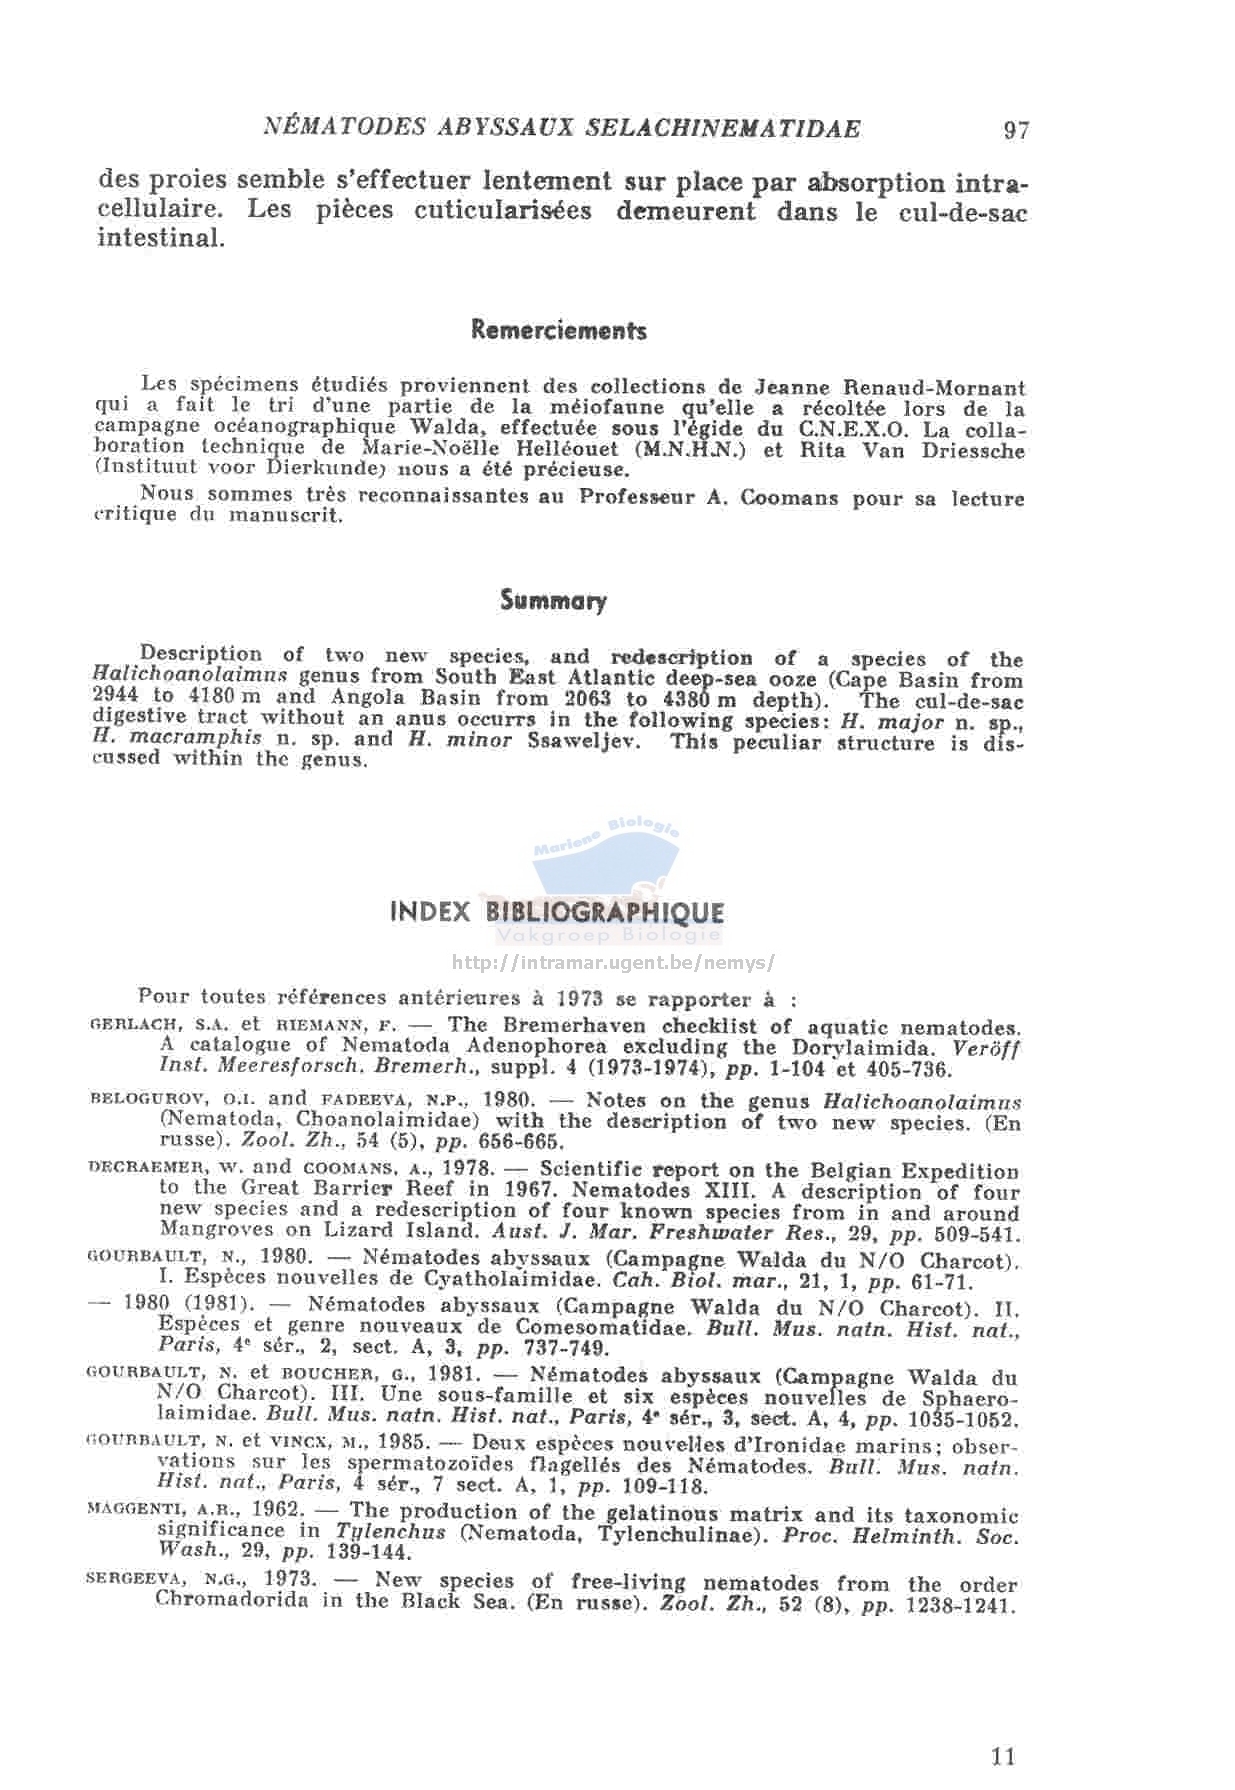 NÉMATODES ABYSSAUX SELACHINEMATIDAE 97
des proies semble s'effectuer lentement sur place par absorption intra-
cellulaire. Les pièces cuticularisées demeurent dans le cul-de-sac
intestinal.
Remerciements
Les spécimens étudiés proviennent des collections de Jeanne Renaud-Mornant
qui a fait le tri d'une partie de la méiofaune qu'elle a récoltée lors de la
campagne océanographique Walda, effectuée sous l'égide du C.N.E.X.O. La colla-
boration technique de Marie-Noëlle Helléouet (M.N.H.N.) et Rita Van Driessche
(Instituut voor Dierkunde) nous a été précieuse.
Nous sommes très reconnaissantes au Professeur A. Coomans pour sa lecture
critique du manuscrit.
Summary
Description of two new species, and redescription of a species of the
Halichoanolaimus genus from South East Atlantic deep-sea ooze (Cape Basin from
2944 to 4180 m and Angola Basin from 2063 to 4380 m depth). The cul-de-sac
digestive tract without an anus occurrs in the following species: H. major n. sp.,
H. macramphis n. sp. and H. minor Ssaweljev. This peculiar structure is dis-
cussed within the genus.
Mariene Biologie
INDEX BIBLIOGRAPHIQUE
Vakgroep Biologie
http://intramar.ugent.be/nemys/
Pour toutes références antérieures à 1973 se rapporter à :
GERLACH, S.A. et RIEMANN, F. — The Bremerhaven checklist of aquatic nematodes.
A catalogue of Nematoda Adenophorea excluding the Dorylaimida. Veröff
Inst. Meeresforsch. Bremerh., suppl. 4 (1973-1974), pp. 1-104 et 405-736.
BELOGUROV, O.I. and FADEEVA, N.P., 1980. — Notes on the genus Halichoanolaimus
(Nematoda, Choanolaimidae) with the description of two new species. (En
russe). Zool. Zh., 54 (5), pp. 656-665.
DECRAEMER, W. and COOMANS, A., 1978. — Scientific report on the Belgian Expedition
to the Great Barrier Reef in 1967. Nematodes XIII. A description of four
new species and a redescription of four known species from in and around
Mangroves on Lizard Island. Aust. J. Mar. Freshwater Res., 29, pp. 509-541.
GOURBAULT, N., 1980. — Nématodes abyssaux (Campagne Walda du N/O Charcot).
I. Espèces nouvelles de Cyatholaimidae. Cah. Biol. mar., 21, 1, pp. 61-71.
— 1980 (1981). — Nématodes abyssaux (Campagne Walda du N/O Charcot). II.
Espèces et genre nouveaux de Comesomatidae. Bull. Mus. natn. Hist. nat.,
Paris, 4e sér., 2, sect. A, 3, pp. 737-749.
GOURBAULT, N. et BOUCHER, G., 1981. — Nématodes abyssaux (Campagne Walda du
N/O Charcot). III. Une sous-famille et six espèces nouvelles de Sphaero-
laimidae. Bull. Mus. natn. Hist. nat., Paris, 4e sér., 3, sect. A, 4, pp. 1035-1052.
GOURBAULT, N. et VINCX, M., 1985. — Deux espèces nouvelles d'Ironidae marins; obser-
vations sur les spermatozoïdes flagellés des Nématodes. Bull. Mus. natn.
Hist. nat., Paris, 4 sér., 7 sect. A, 1, pp. 109-118.
MAGGENTI, A.R., 1962. — The production of the gelatinous matrix and its taxonomic
significance in Tylenchus (Nematoda, Tylenchulinae). Proc. Helminth. Soc.
Wash., 29, pp. 139-144.
SERGEEVA, N.G., 1973. — New species of free-living nematodes from the order
Chromadorida in the Black Sea. (En russe). Zool. Zh., 52 (8), pp. 1238-1241.
11